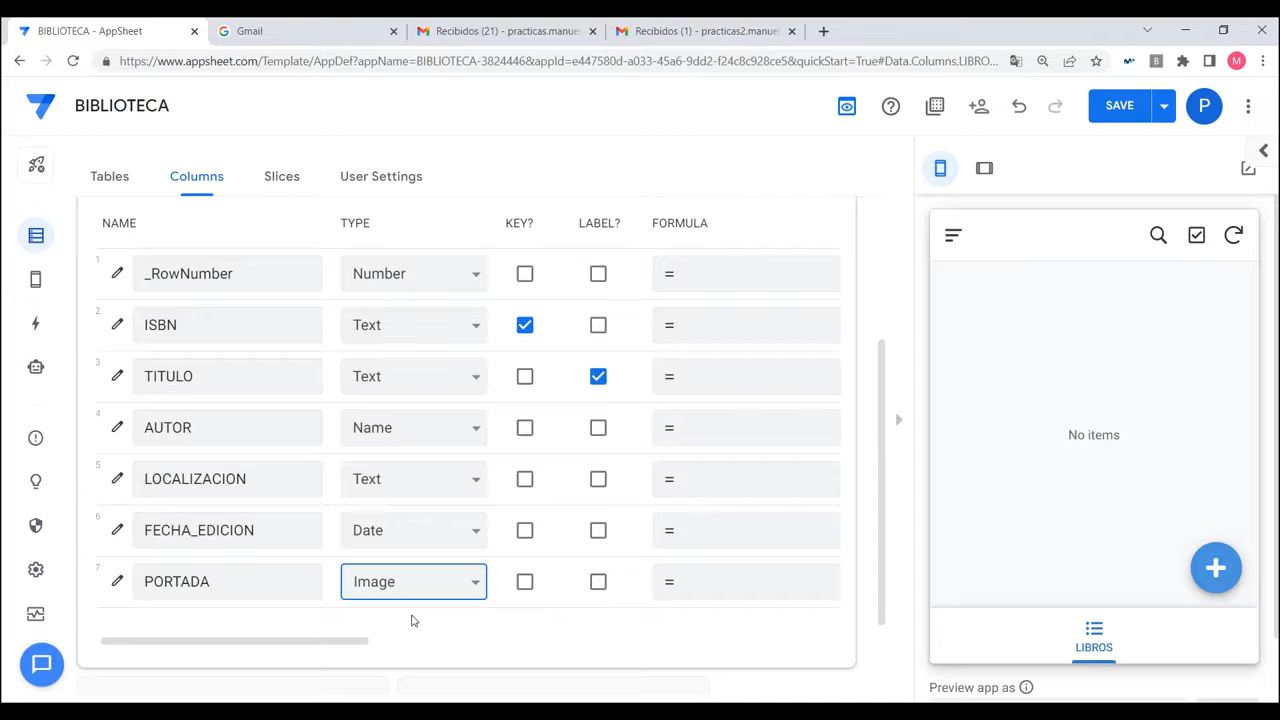 BIBLIOTECA - AppSheet
Gmail
Recibidos (21) - practicas.manuel
Recibidos (1) - practicas2.manuel
https://www.appsheet.com/Template/AppDef?appName=BIBLIOTECA-3824446&appId=e447580d-a033-45a6-9dd2-f24c8c928ce5&quickStart=True#Data.Columns.LIBRO...
M
BIBLIOTECA
SAVE
P
Tables
Columns
Slices
User Settings
NAME TYPE KEY? LABEL? FORMULA
1 _RowNumber Number =
2 ISBN Text =
3 TITULO Text =
4 AUTOR Name =
5 LOCALIZACION Text =
6 FECHA_EDICION Date =
7 PORTADA Image =
No items
LIBROS
Preview app as